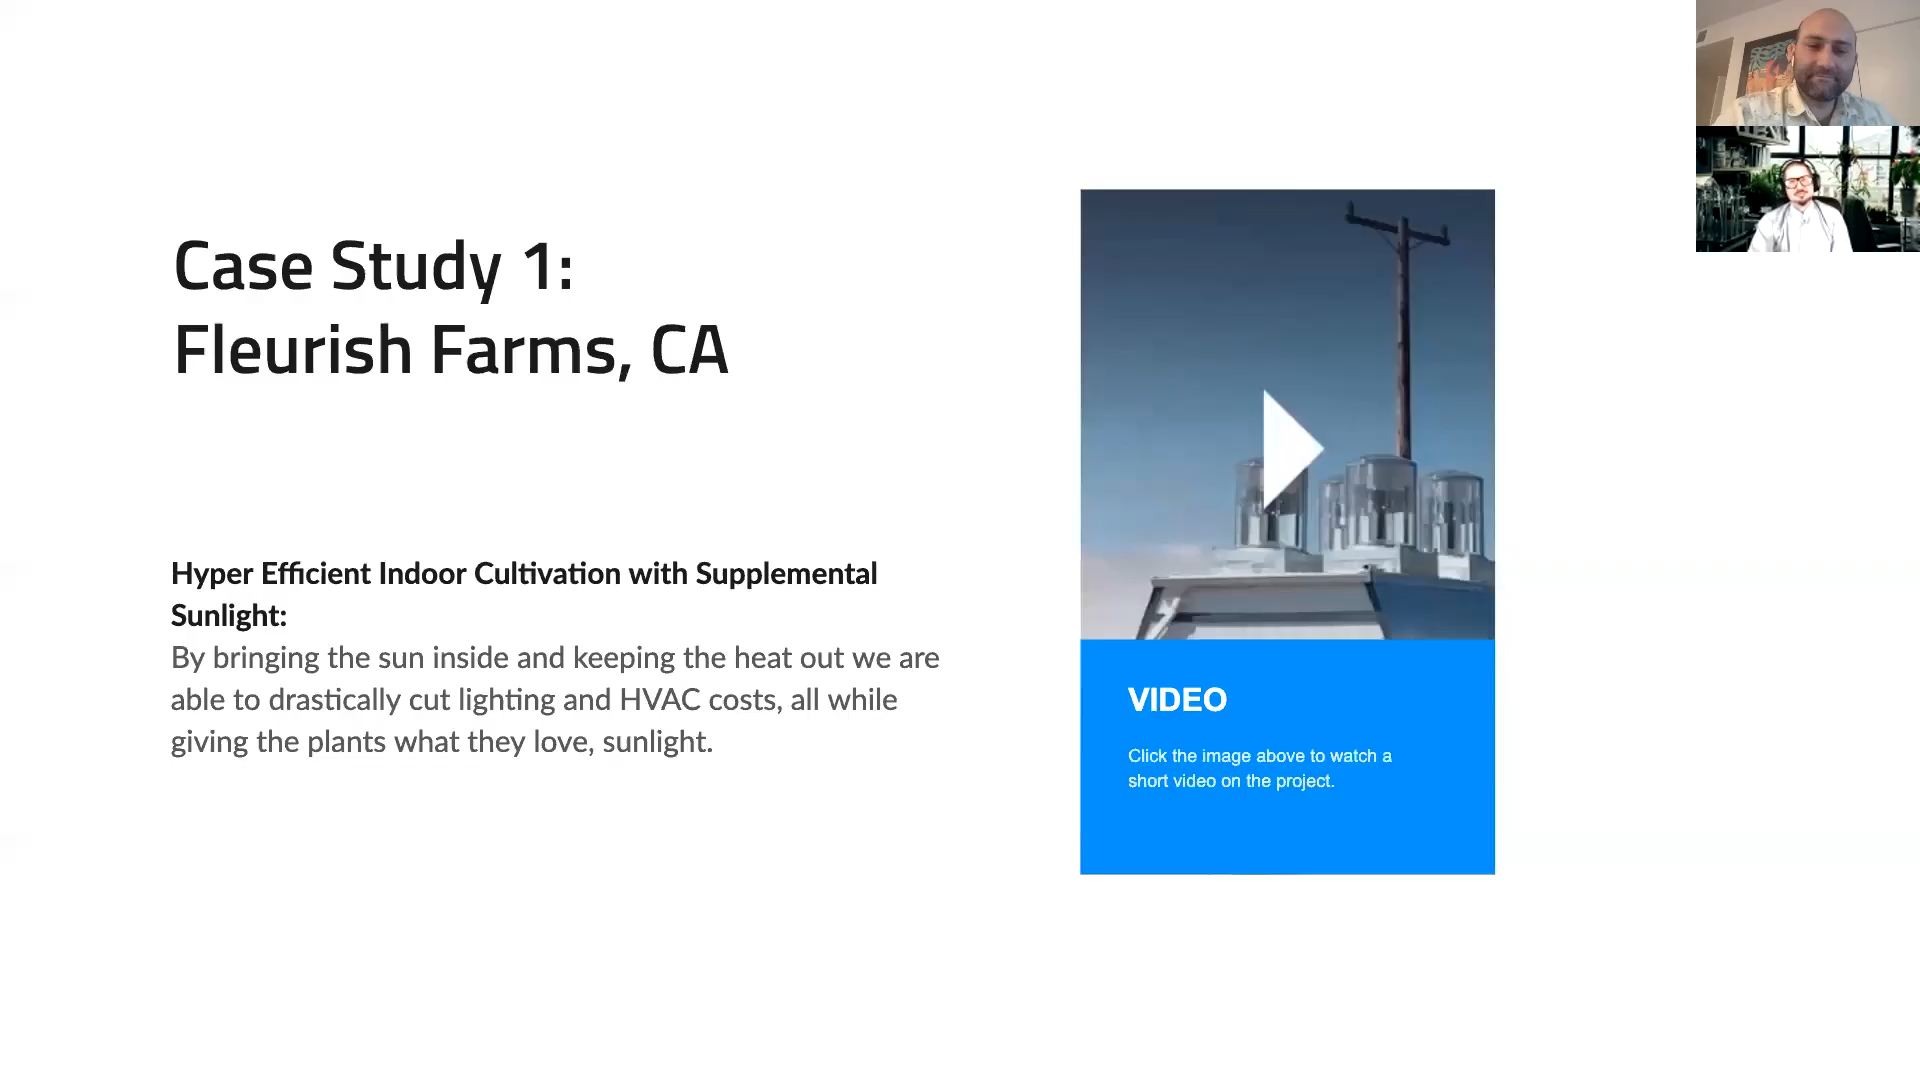 Case Study 1:
Fleurish Farms, CA
Hyper Efficient Indoor Cultivation with Supplemental
Sunlight:
By bringing the sun inside and keeping the heat out we are
able to drastically cut lighting and HVAC costs, all while
giving the plants what they love, sunlight.
VIDEO
Click the image above to watch a
short video on the project.